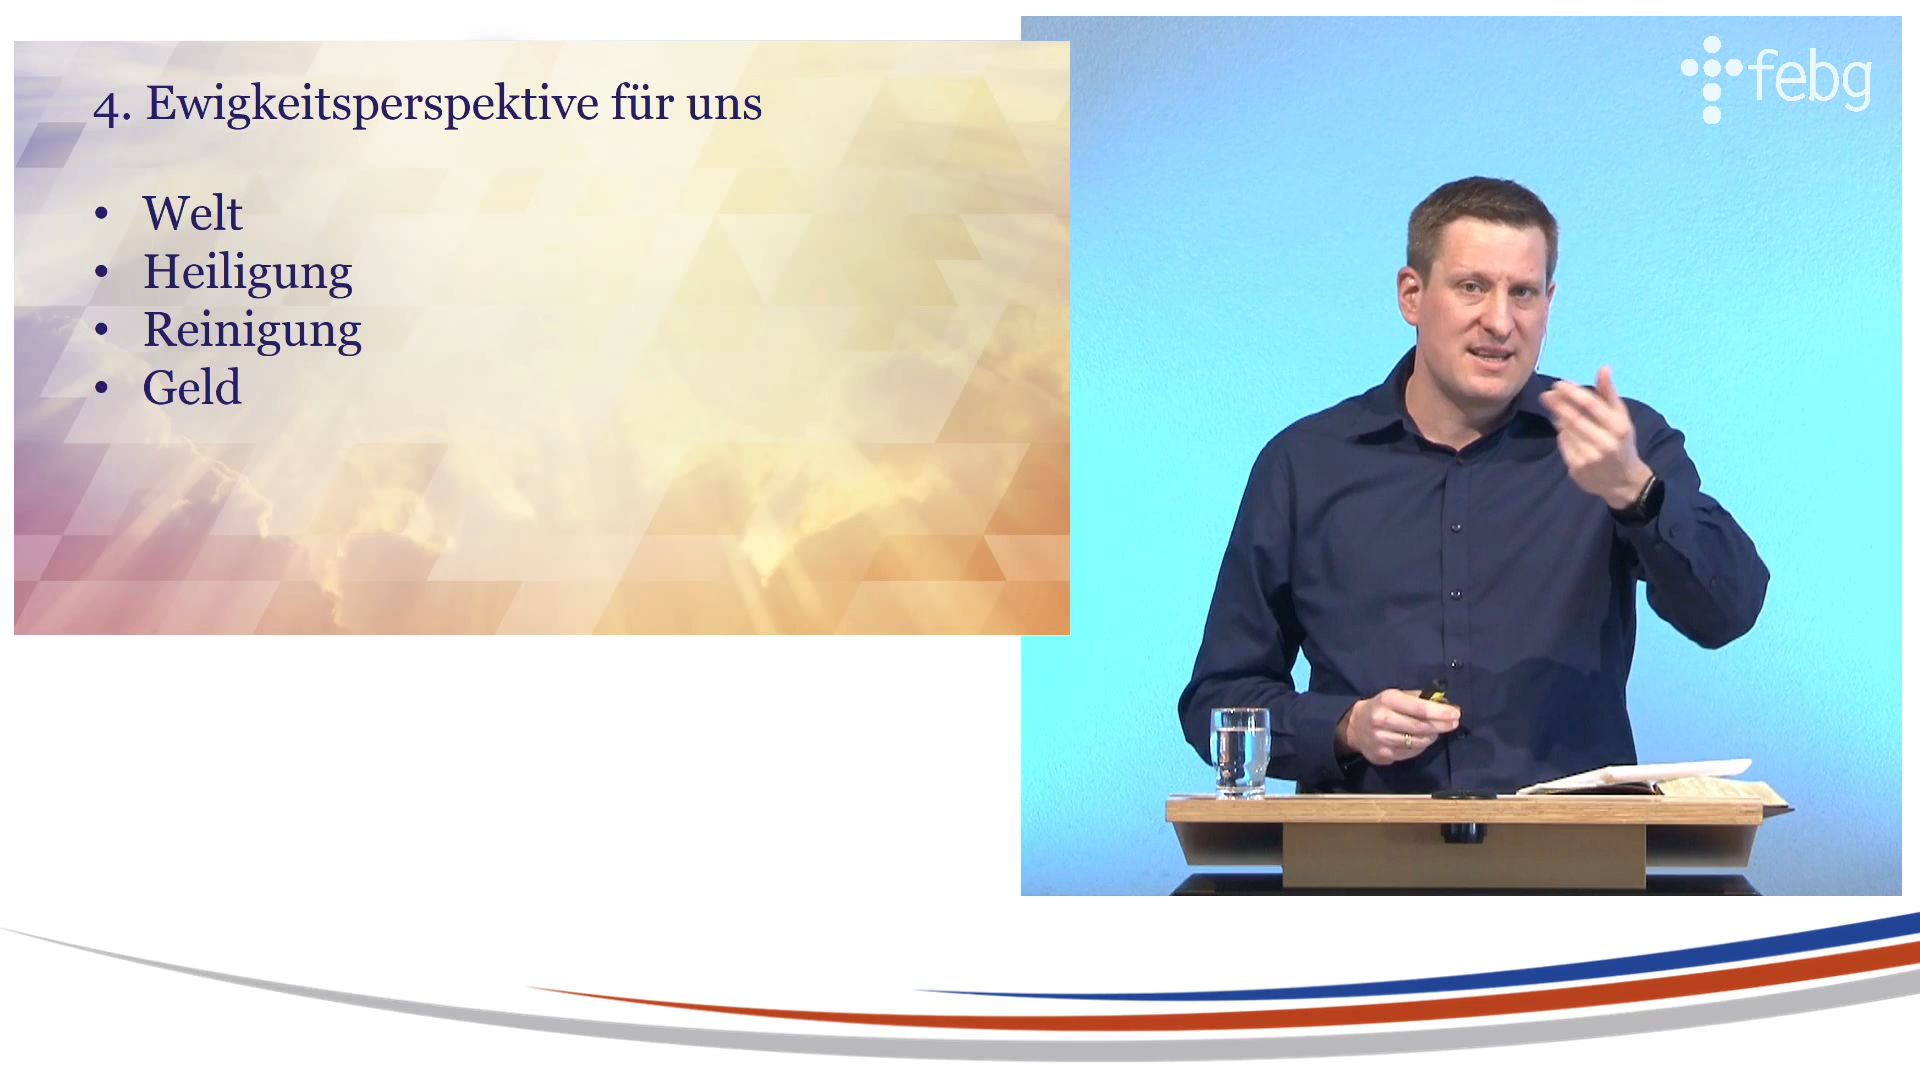 4. Ewigkeitsperspektive für uns
• Welt
• Heiligung
• Reinigung
• Geld
febg